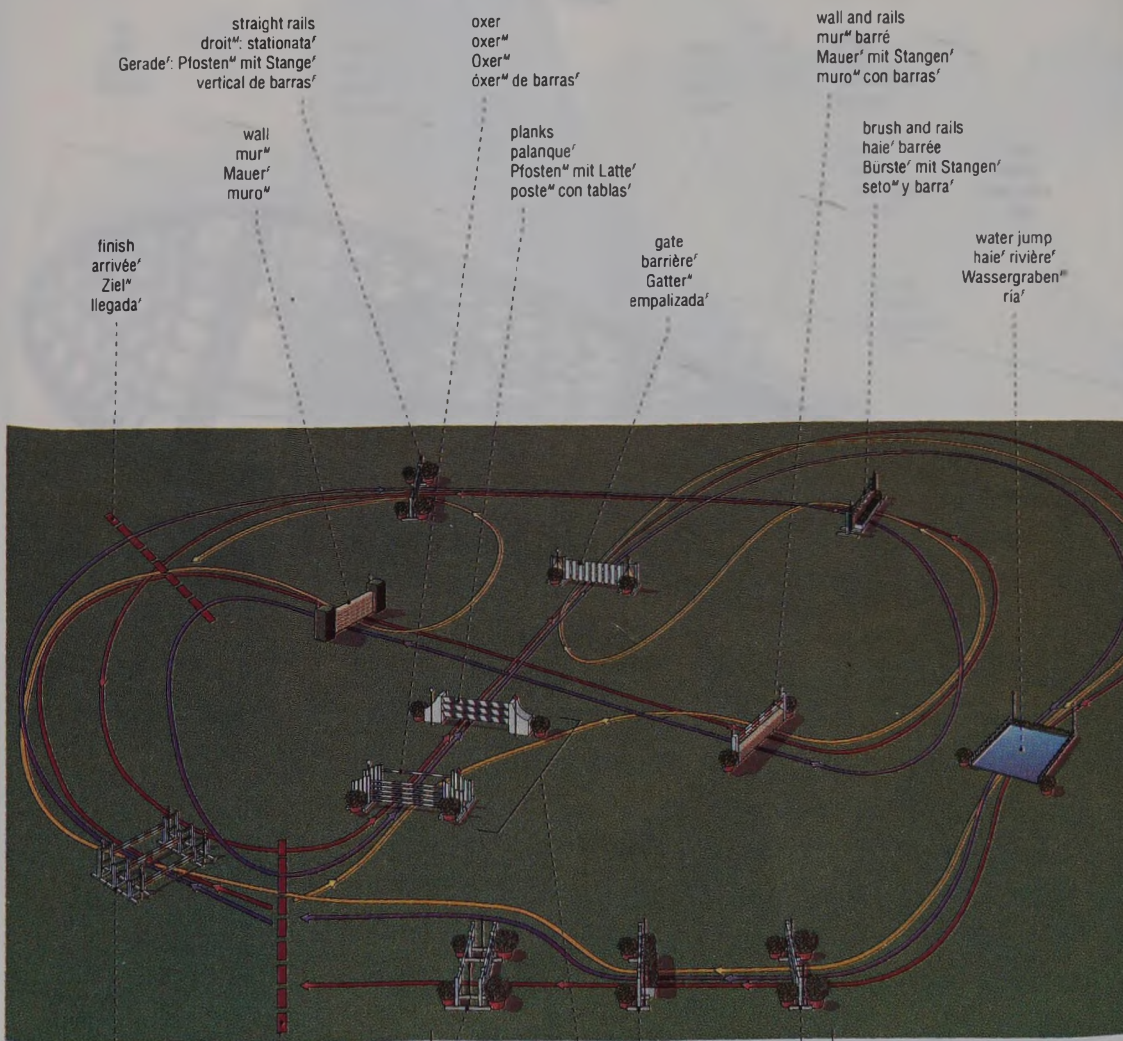 straight rails
droitᴹ: stationataᶠ
Geradeᶠ: Pfostenᴹ mit Stangeᶠ
vertical de barrasᶠ
oxer
oxerᴹ
Oxerᴹ
óxerᴹ de barrasᶠ
wall and rails
murᴹ barré
Mauerᶠ mit Stangenᶠ
muroᴹ con barrasᶠ
wall
murᴹ
Mauerᶠ
muroᴹ
planks
palanqueᶠ
Pfostenᴹ mit Latteᶠ
posteᴹ con tablasᶠ
brush and rails
haieᶠ barrée
Bürsteᶠ mit Stangenᶠ
setoᴹ y barraᶠ
finish
arrivéeᶠ
Zielᴹ
llegadaᶠ
gate
barrièreᶠ
Gatterᴹ
empalizadaᶠ
water jump
haieᶠ rivièreᶠ
Wassergrabenᴹ
ríaᶠ